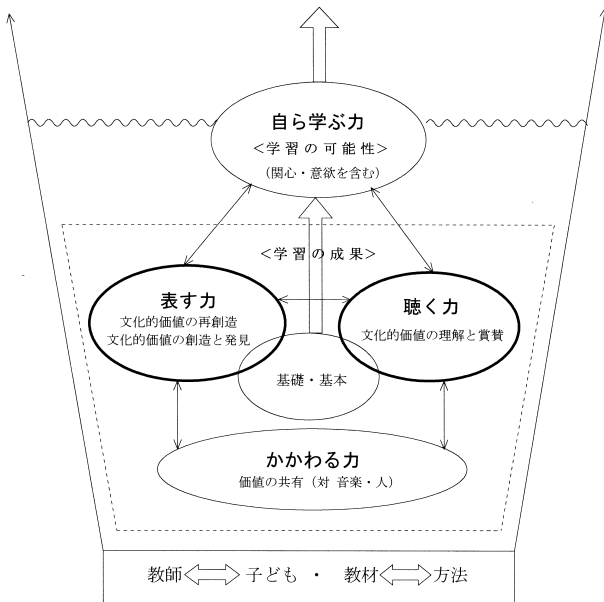 自ら学ぶ力
＜学習の可能性＞
（関心・意欲を含む）
＜学習の成果＞
表す力
文化的価値の再創造
文化的価値の創造と発見
聴く力
文化的価値の理解と賞賛
基礎・基本
かかわる力
価値の共有（対 音楽・人）
教師 子ども ・ 教材 方法